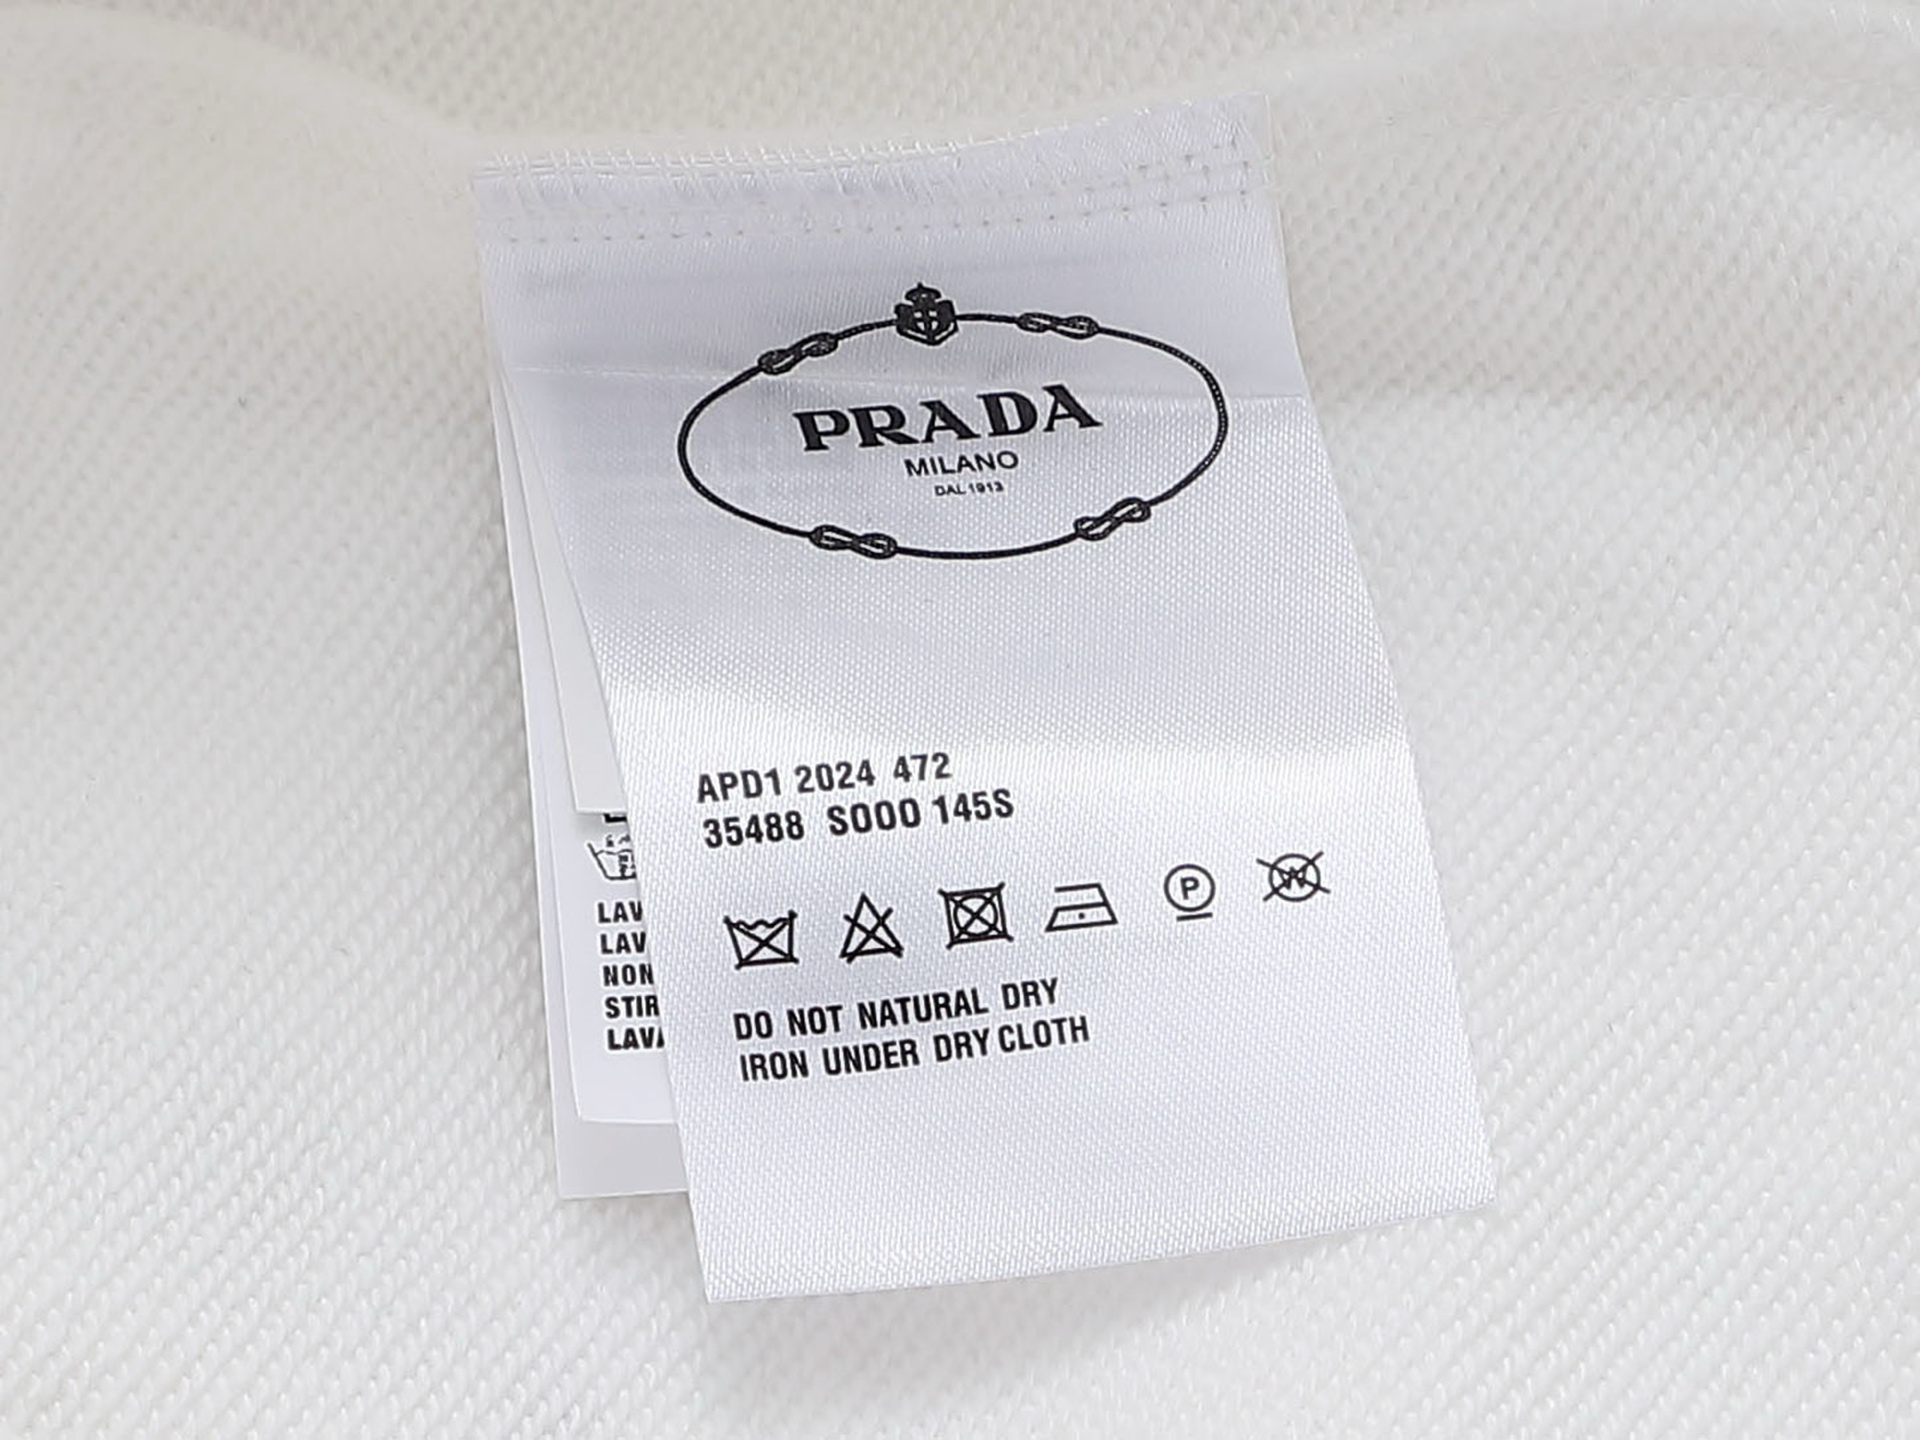 PRADA
MILANO
DAL 1913
APD1 2024 472
35488 S000 145S
P
W
DO NOT NATURAL DRY
IRON UNDER DRY CLOTH
LAV
LAV
NON
STIR
LAVA